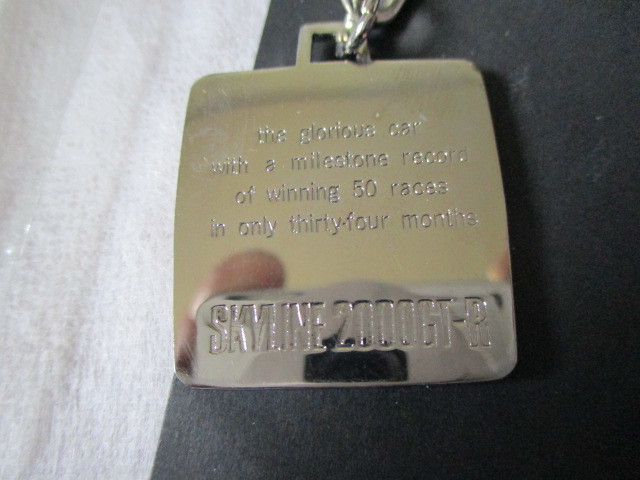 the glorious car
with a milestone record
of winning 50 races
in only thirty-four months
SKYLINE 2000GT-R